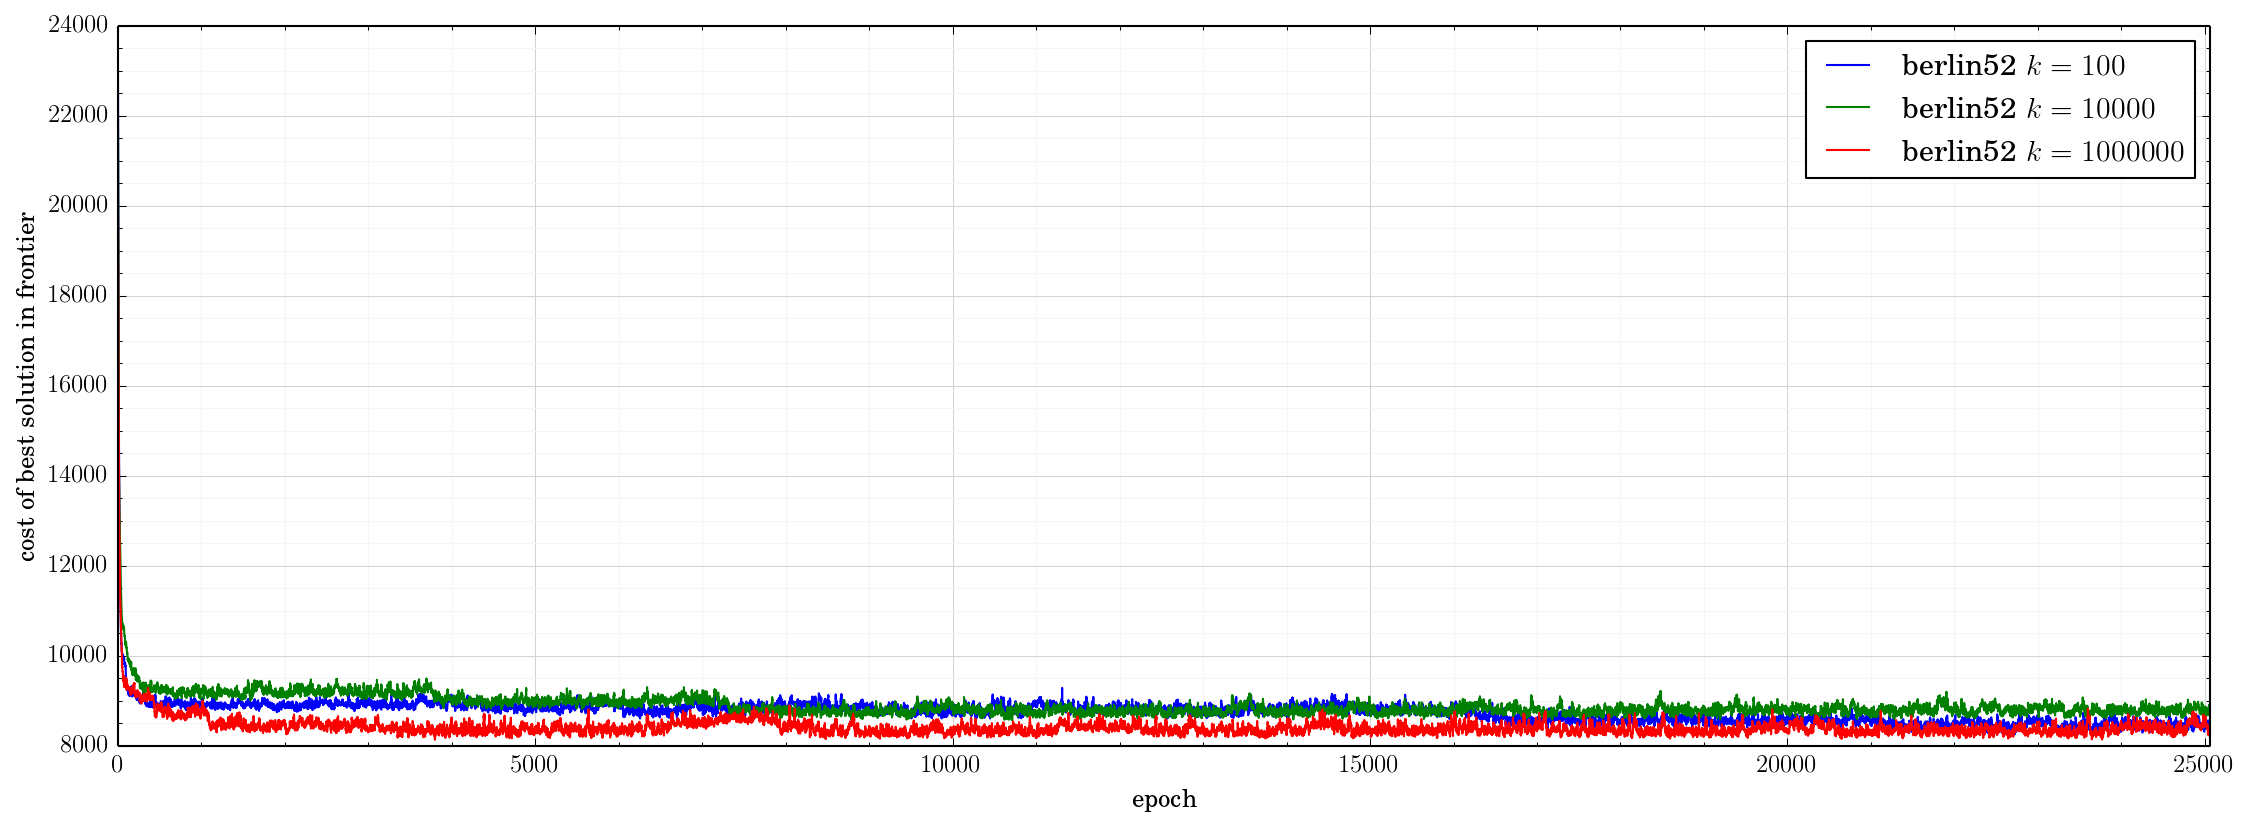 24000
22000
20000
18000
16000
14000
12000
10000
8000
cost of best solution in frontier
berlin52 k = 100
berlin52 k = 10000
berlin52 k = 1000000
0 5000 10000 15000 20000 25000
epoch